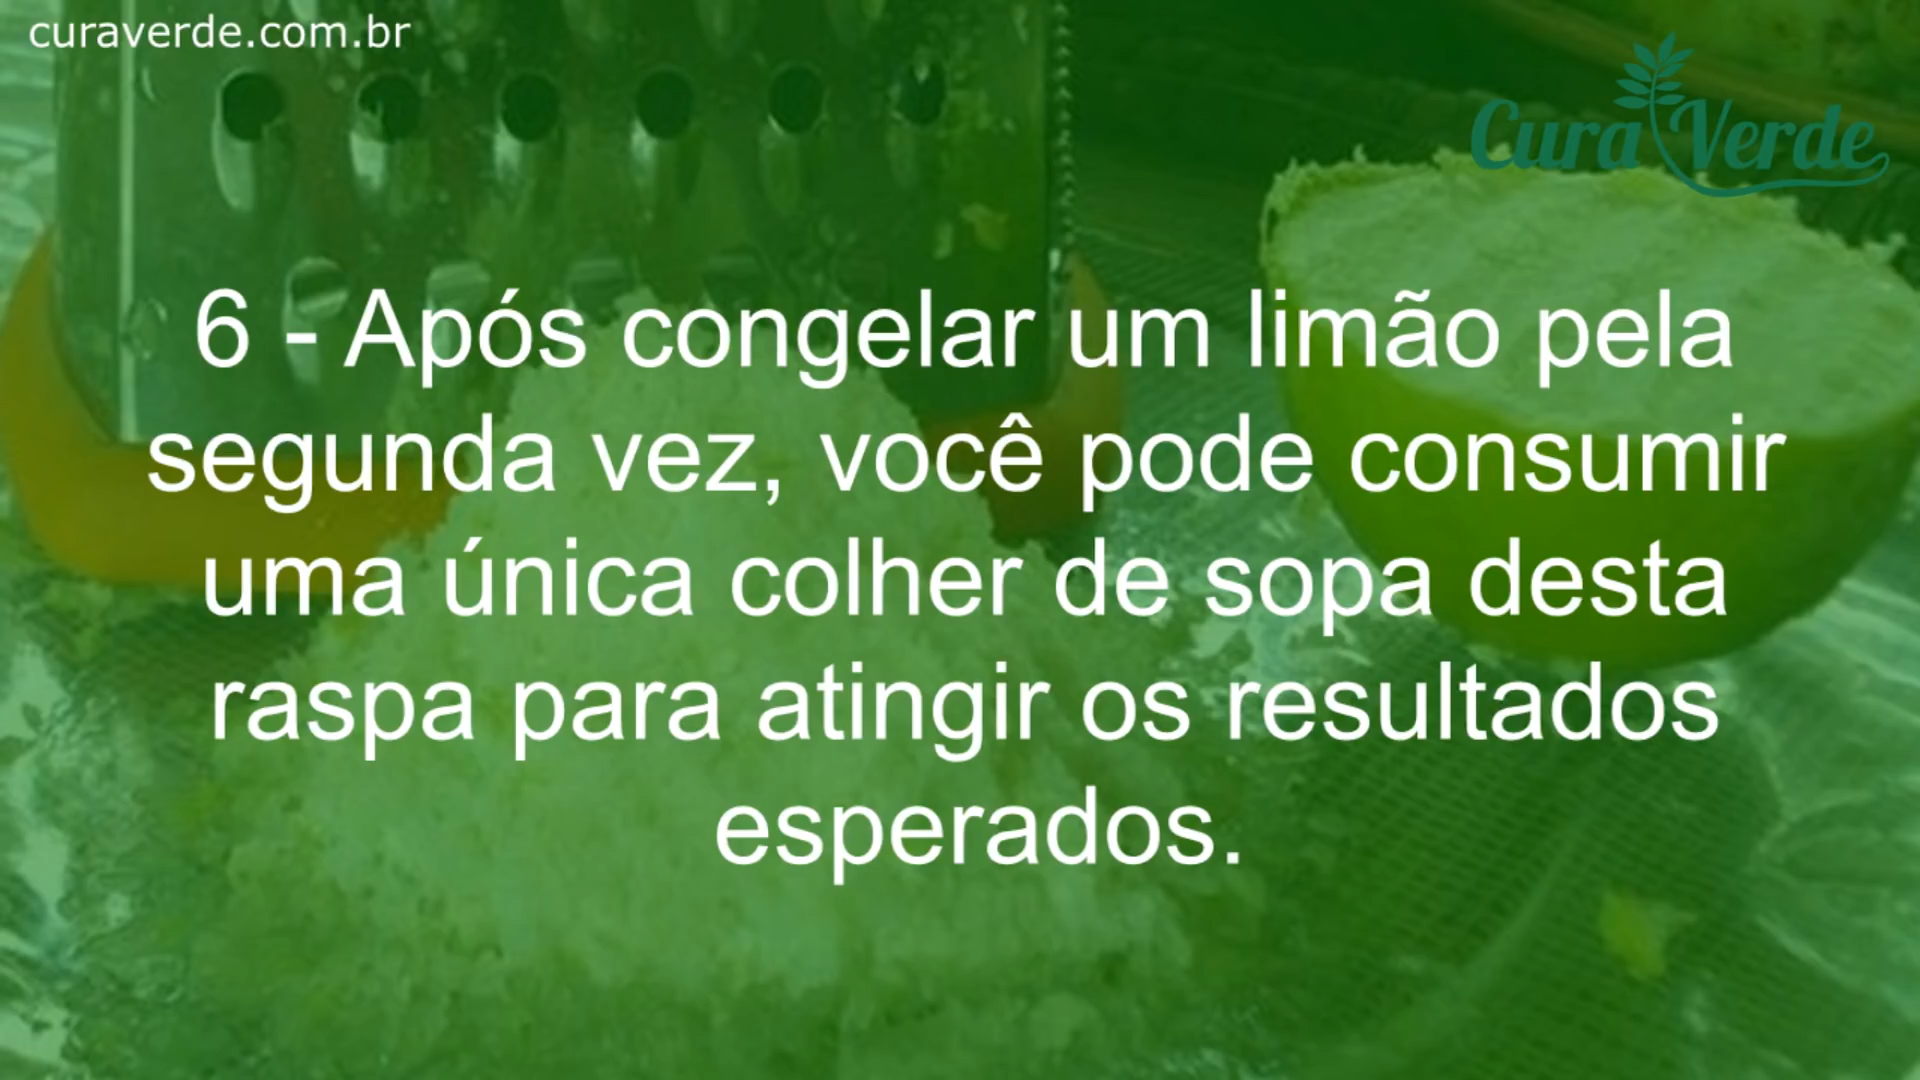 curaverde.com.br
Cura Verde
6 - Após congelar um limão pela
segunda vez, você pode consumir
uma única colher de sopa desta
raspa para atingir os resultados
esperados.